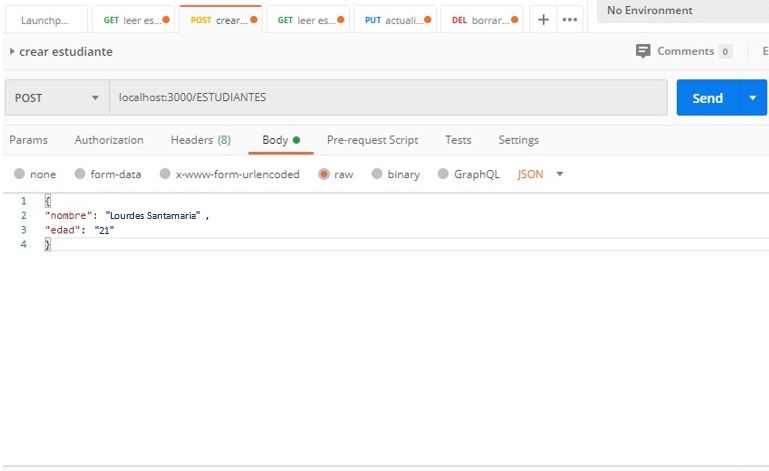 Launchp... GET leer es... POST crear... GET leer es... PUT actuali... DEL borrar... + ••• No Environment
crear estudiante Comments 0 E
POST localhost:3000/ESTUDIANTES Send
Params Authorization Headers (8) Body Pre-request Script Tests Settings
none form-data x-www-form-urlencoded raw binary GraphQL JSON
1 {
2 "nombre": "Lourdes Santamaria" ,
3 "edad": "21"
4 }